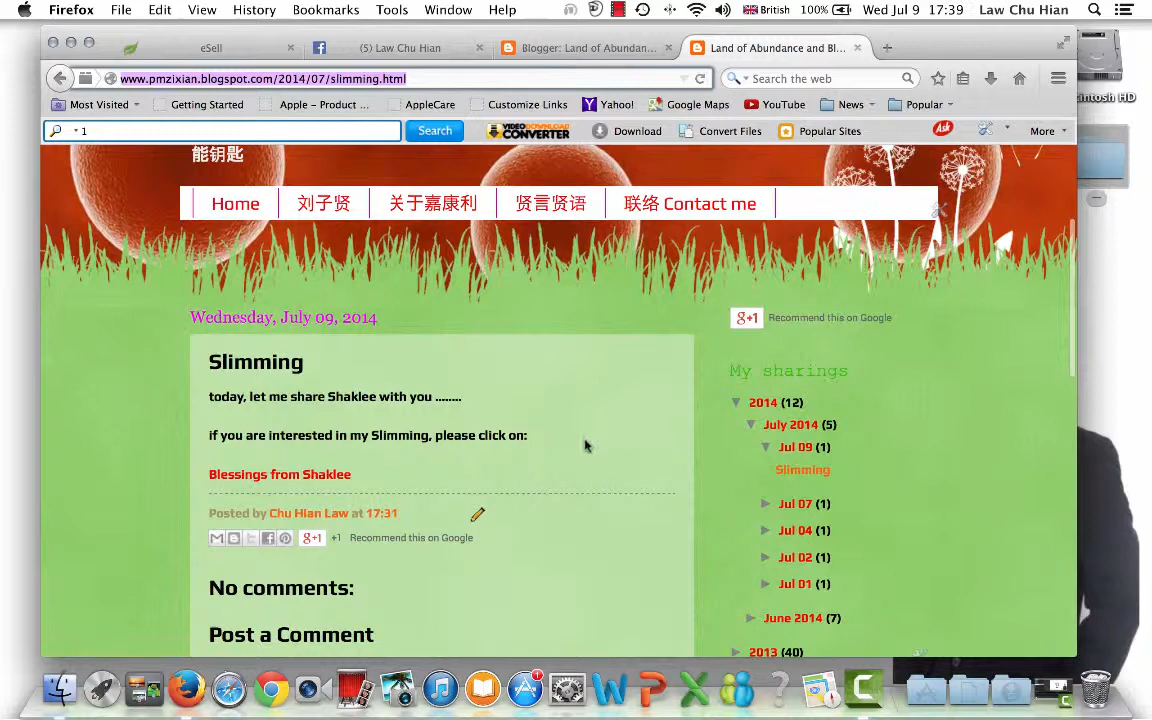 Firefox File Edit View History Bookmarks Tools Window Help British 100% Wed Jul 9 17:39 Law Chu Hian
eSell (5) Law Chu Hian Blogger: Land of Abundan... Land of Abundance and Bl...
www.pmzixian.blogspot.com/2014/07/slimming.html Search the web
Most Visited Getting Started Apple - Product ... AppleCare Customize Links Yahoo! Google Maps YouTube News Popular
1 Search VIDEO DOWNLOAD CONVERTER Download Convert Files Popular Sites Ask More
intosh HD
能钥匙
Home 刘子贤 关于嘉康利 贤言贤语 联络 Contact me
Wednesday, July 09, 2014
Slimming
today, let me share Shaklee with you ........
if you are interested in my Slimming, please click on:
Blessings from Shaklee
Posted by Chu Hian Law at 17:31
g+1 +1 Recommend this on Google
No comments:
Post a Comment
g+1 Recommend this on Google
My sharings
2014 (12)
July 2014 (5)
Jul 09 (1)
Slimming
Jul 07 (1)
Jul 04 (1)
Jul 02 (1)
Jul 01 (1)
June 2014 (7)
2013 (40)